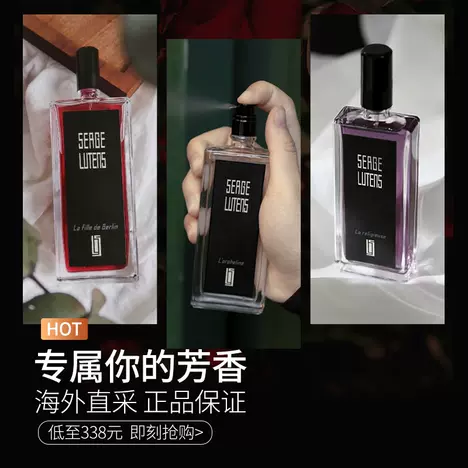 SERGE
LUTENS
La fille de Berlin
SERGE
LUTENS
L'orpheline
SERGE
LUTENS
La religieuse
HOT
专属你的芳香
海外直采 正品保证
低至338元 即刻抢购>